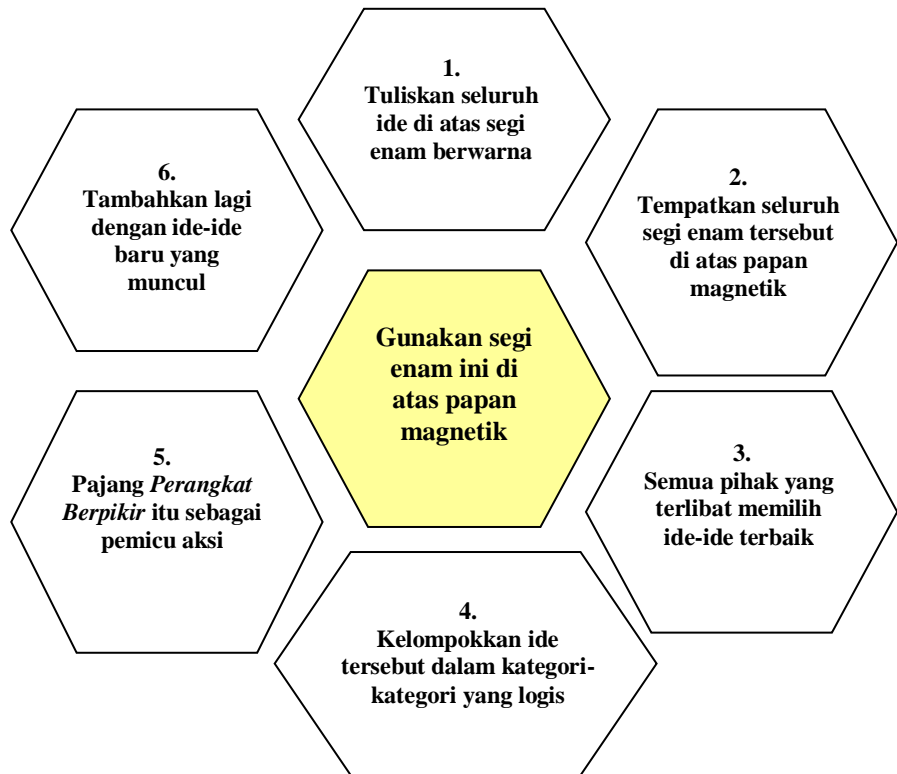 1.
Tuliskan seluruh
ide di atas segi
enam berwarna
2.
Tempatkan seluruh
segi enam tersebut
di atas papan
magnetik
3.
Semua pihak yang
terlibat memilih
ide-ide terbaik
4.
Kelompokkan ide
tersebut dalam kategori-
kategori yang logis
5.
Pajang Perangkat
Berpikir itu sebagai
pemicu aksi
6.
Tambahkan lagi
dengan ide-ide
baru yang
muncul
Gunakan segi
enam ini di
atas papan
magnetik